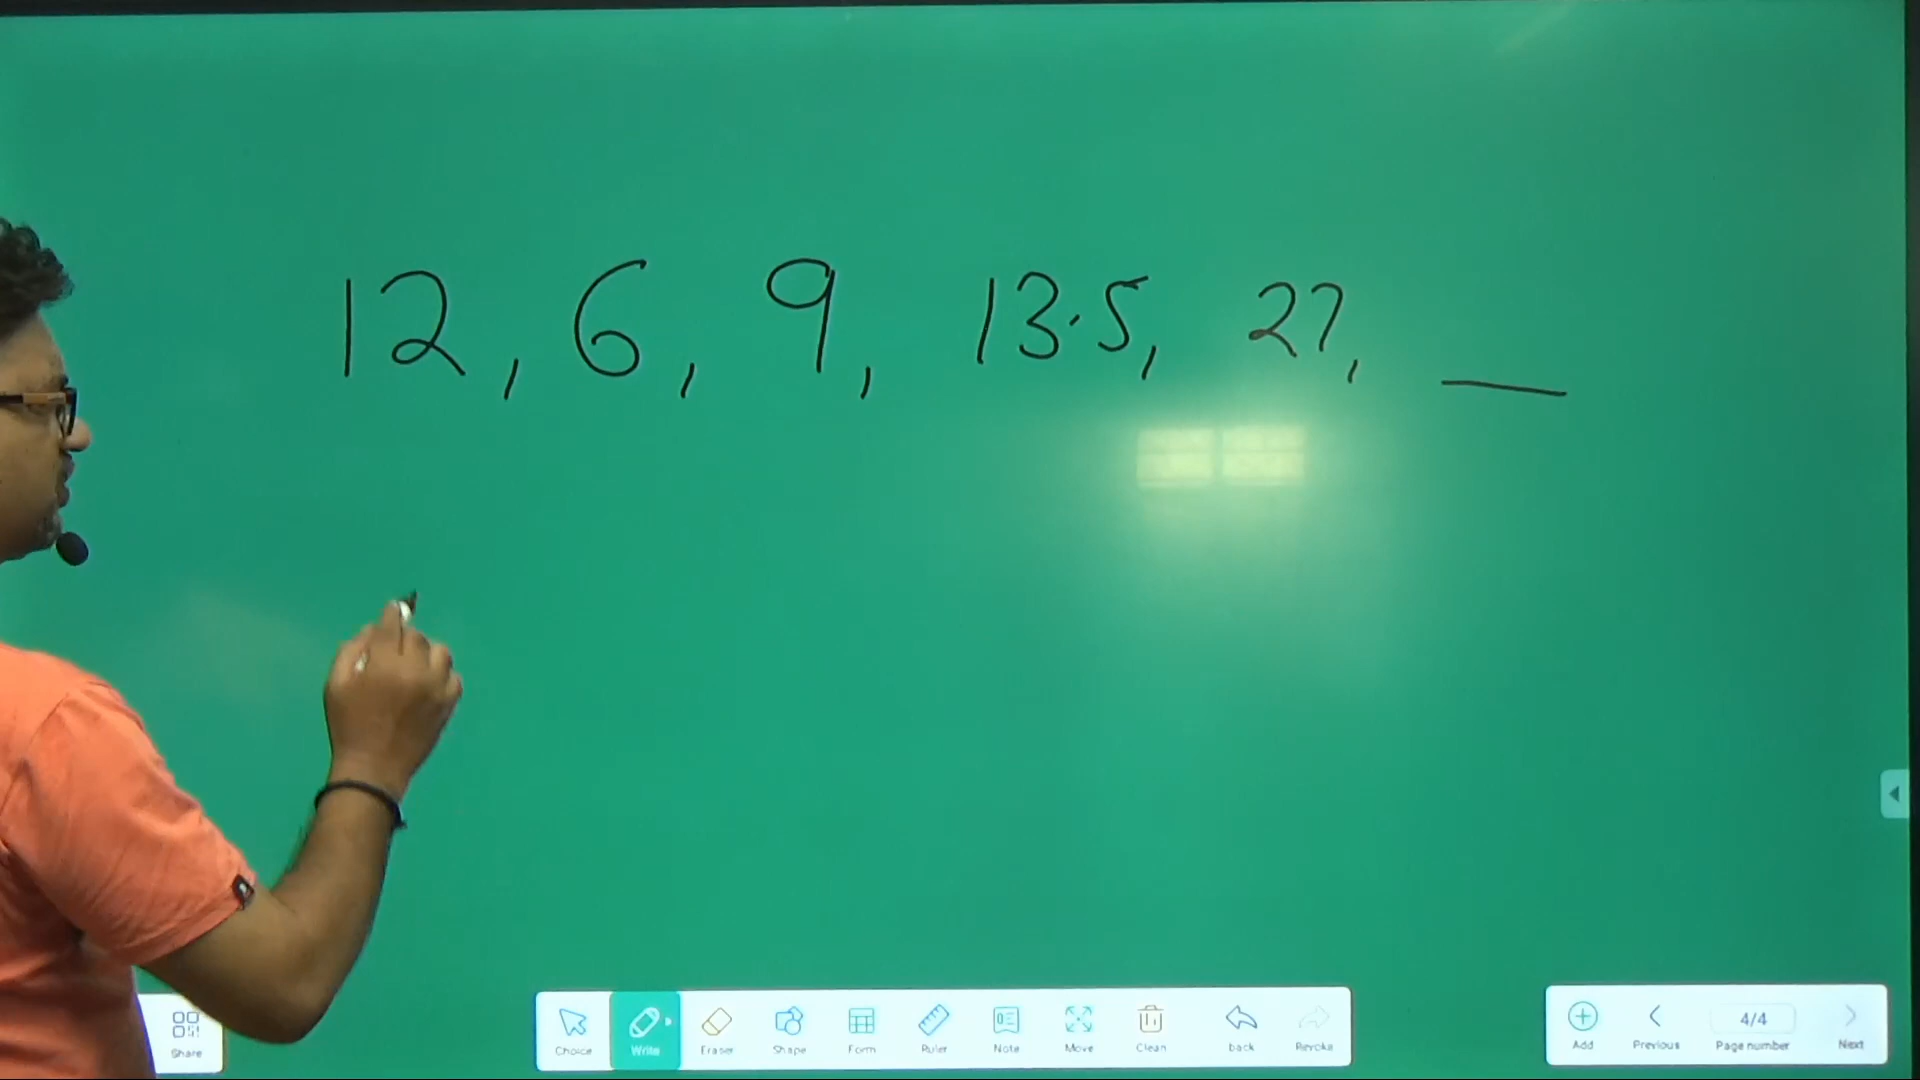 12, 6, 9, 13.5, 27, __
Share
Choice Write Eraser Shape Form Ruler Note Move Clean back Revoke
Add Previous 4/4 Page number Next